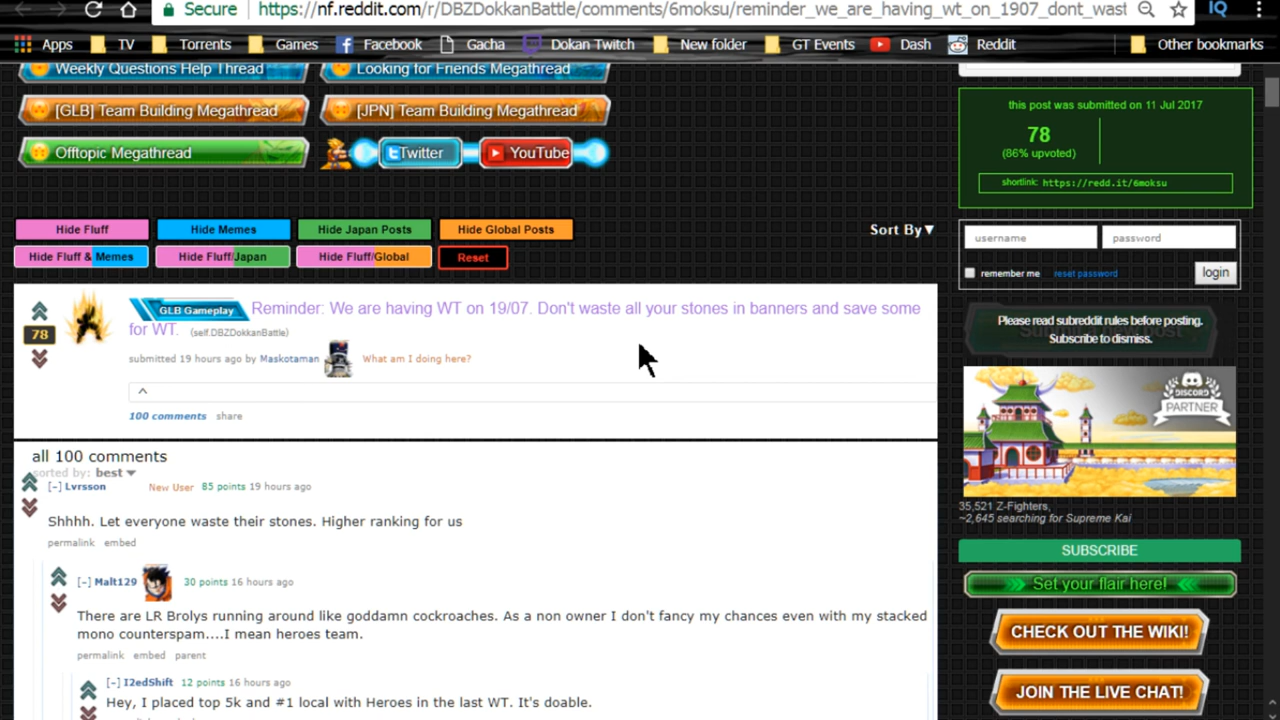 Secure https://nf.reddit.com/r/DBZDokkanBattle/comments/6moksu/reminder_we_are_having_wt_on_1907_dont_wast
Apps TV Torrents Games Facebook Gacha Dokan Twitch New folder GT Events Dash Reddit Other bookmarks
Weekly Questions Help Thread Looking for Friends Megathread
[GLB] Team Building Megathread [JPN] Team Building Megathread
Offtopic Megathread Twitter YouTube
this post was submitted on 11 Jul 2017
78
(86% upvoted)
shortlink: https://redd.it/6moksu
Hide Fluff Hide Memes Hide Japan Posts Hide Global Posts
Sort By▼
Hide Fluff & Memes Hide Fluff/Japan Hide Fluff/Global Reset
username password
remember me reset password login
78
GLB Gameplay Reminder: We are having WT on 19/07. Don't waste all your stones in banners and save some
for WT. (self.DBZDokkanBattle)
submitted 19 hours ago by Maskotaman What am I doing here?
100 comments share
Please read subreddit rules before posting.
Subscribe to dismiss.
DISCORD
PARTNER
35,521 Z-Fighters,
~2,645 searching for Supreme Kai
SUBSCRIBE
Set your flair here!
CHECK OUT THE WIKI!
JOIN THE LIVE CHAT!
all 100 comments
sorted by: best
[-] Lvrsson New User 85 points 19 hours ago
Shhhh. Let everyone waste their stones. Higher ranking for us
permalink embed
[-] Malt129 30 points 16 hours ago
There are LR Brolys running around like goddamn cockroaches. As a non owner I don't fancy my chances even with my stacked
mono counterspam....I mean heroes team.
permalink embed parent
[-] I2edShift 12 points 16 hours ago
Hey, I placed top 5k and #1 local with Heroes in the last WT. It's doable.